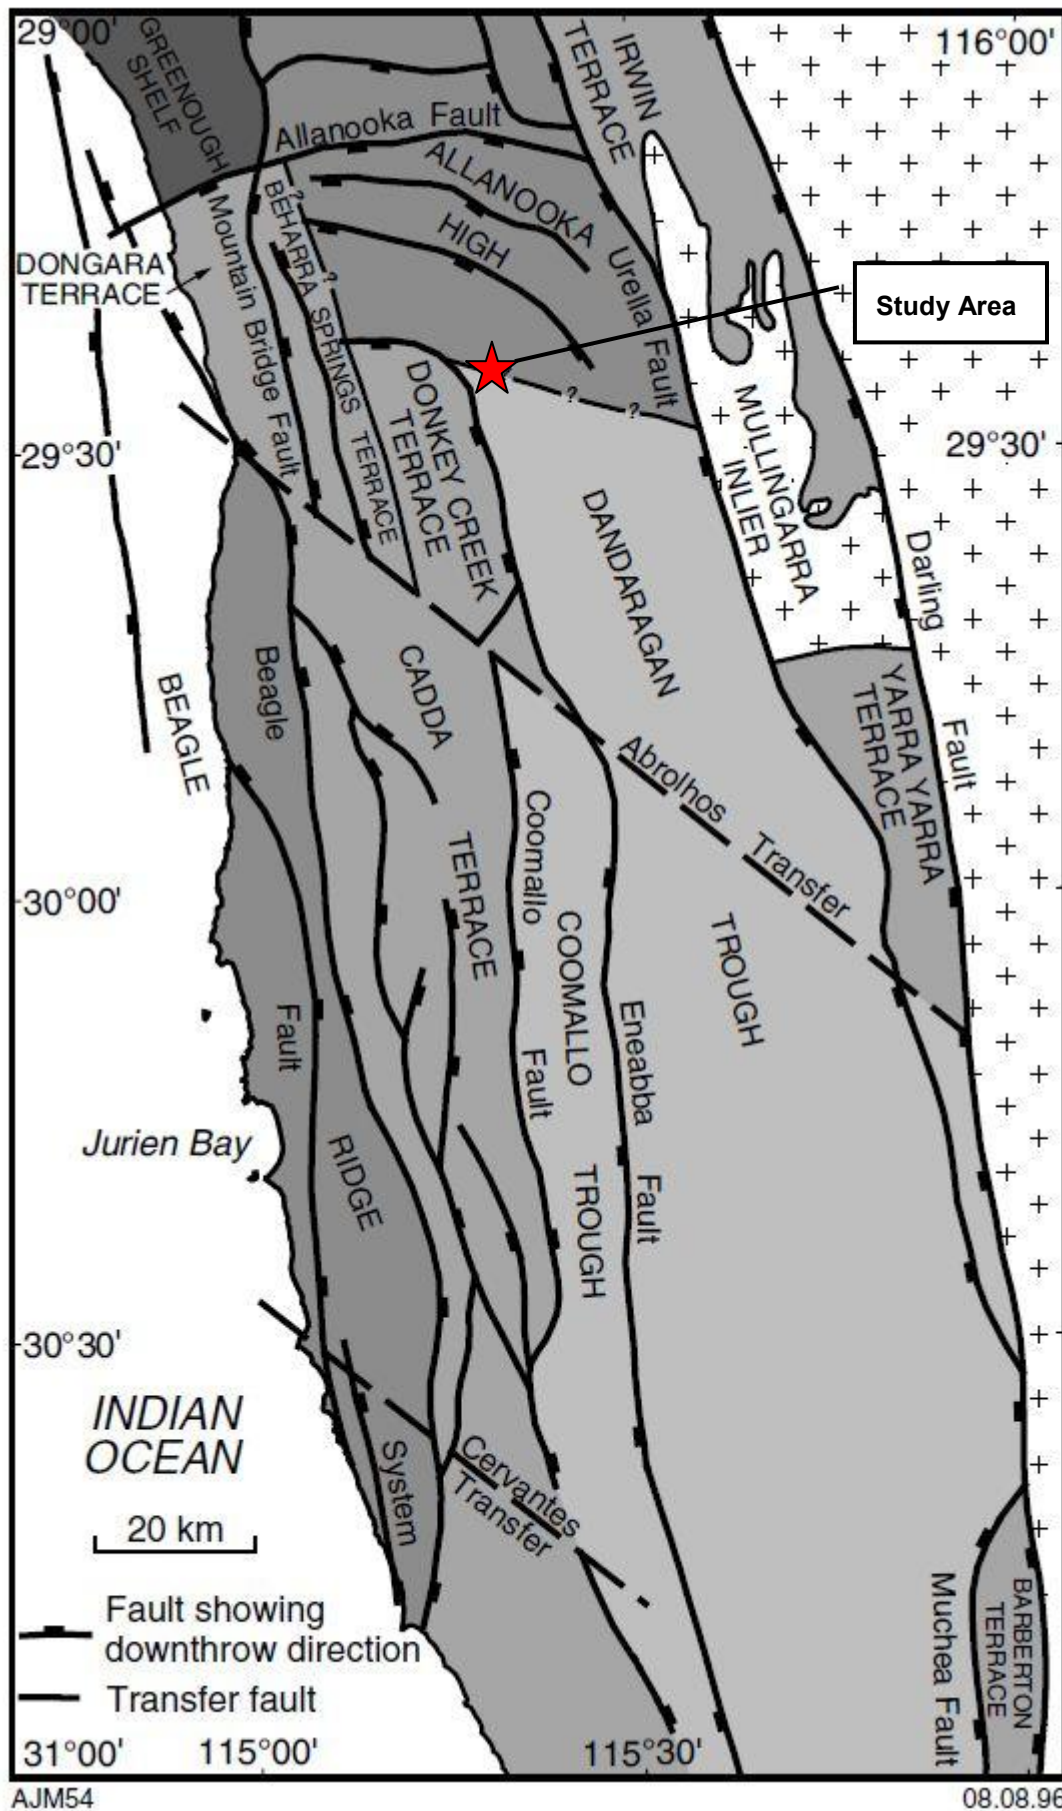 29°00'
116°00'
GREENOUGH
SHELF
IRWIN
TERRACE
Allanooka Fault
ALLANOOKA
HIGH
?
BEHARRA SPRINGS TERRACE
?
DONGARA
TERRACE
Mountain Bridge Fault
Urella Fault
Study Area
DONKEY CREEK
TERRACE
?
?
MULLINGARRA
INLIER
29°30'
29°30'
DANDARAGAN
TROUGH
Darling
Fault
BEAGLE
RIDGE
Beagle
Fault
System
CADDA
TERRACE
YARRA YARRA
TERRACE
Abrolhos
Transfer
Coomallo
Fault
COOMALLO
TROUGH
Eneabba
Fault
30°00'
Jurien Bay
30°30'
INDIAN
OCEAN
Cervantes
Transfer
20 km
Fault showing
downthrow direction
Transfer fault
Muchea Fault
BARBERTON
TERRACE
31°00'
115°00'
115°30'
AJM54
08.08.96